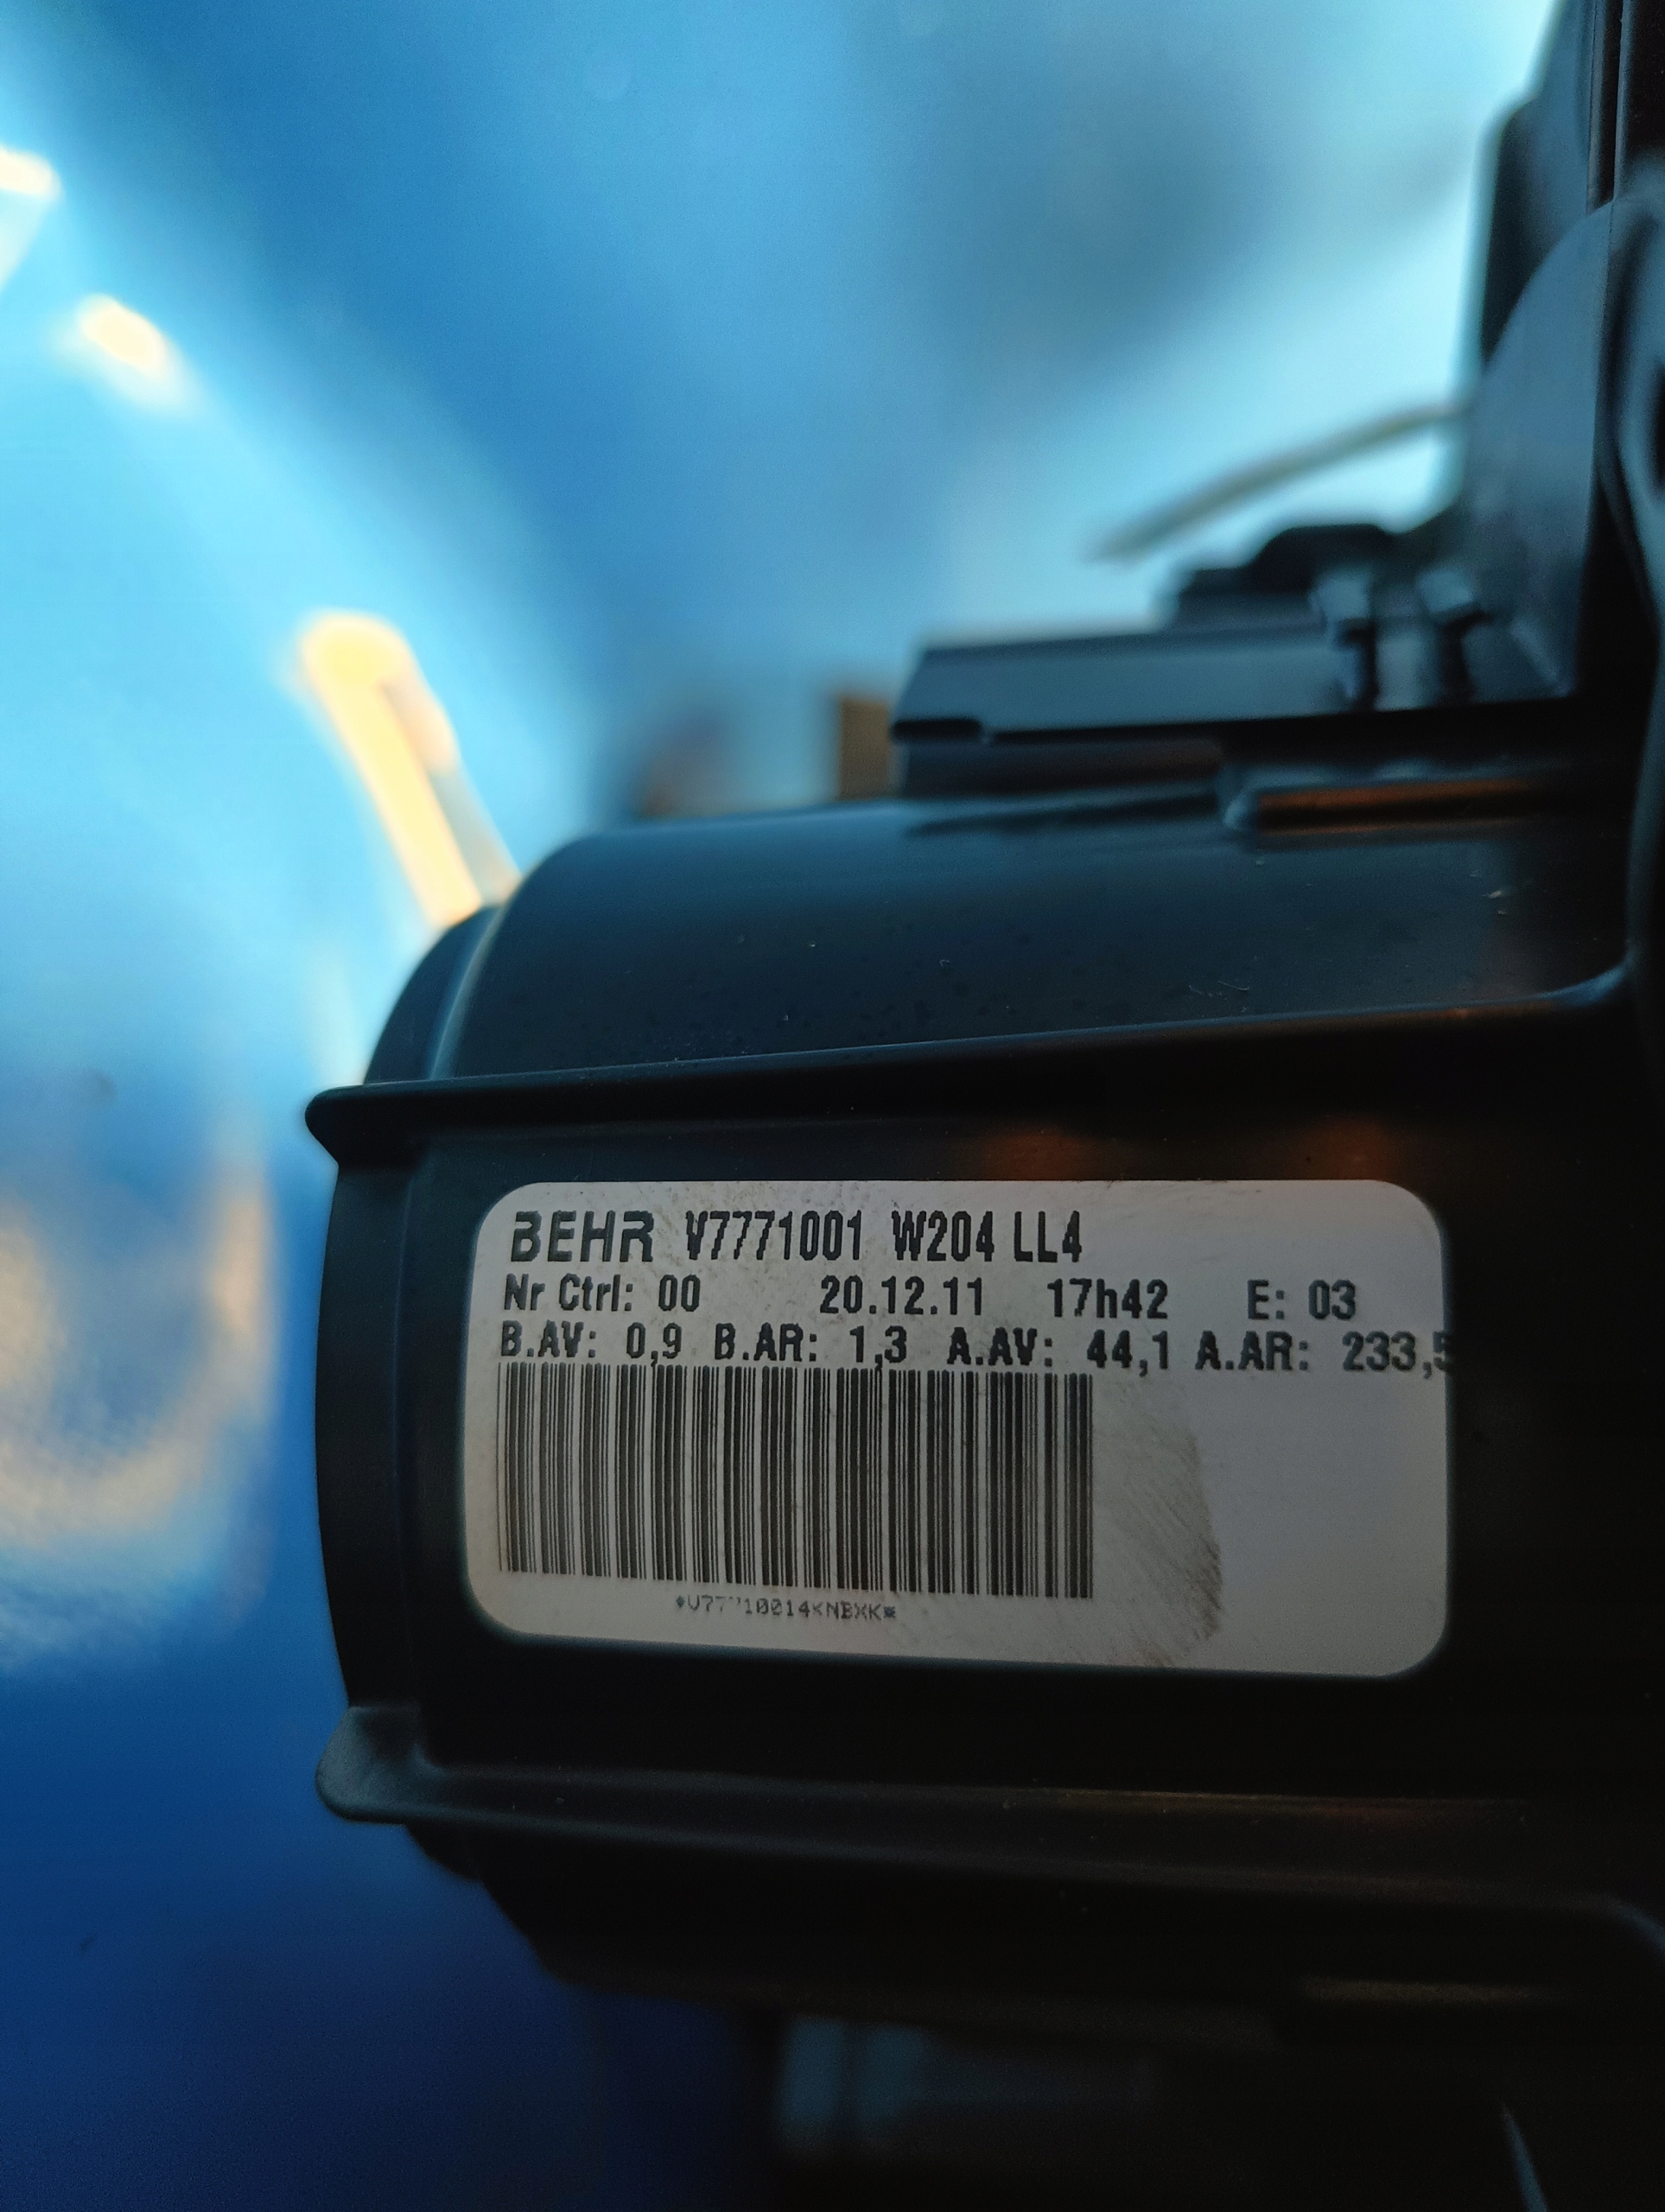 BEHR V7771001 W204 LL4
Nr Ctrl: 00 20.12.11 17h42 E: 03
B.AV: 0,9 B.AR: 1,3 A.AV: 44,1 A.AR: 233,5